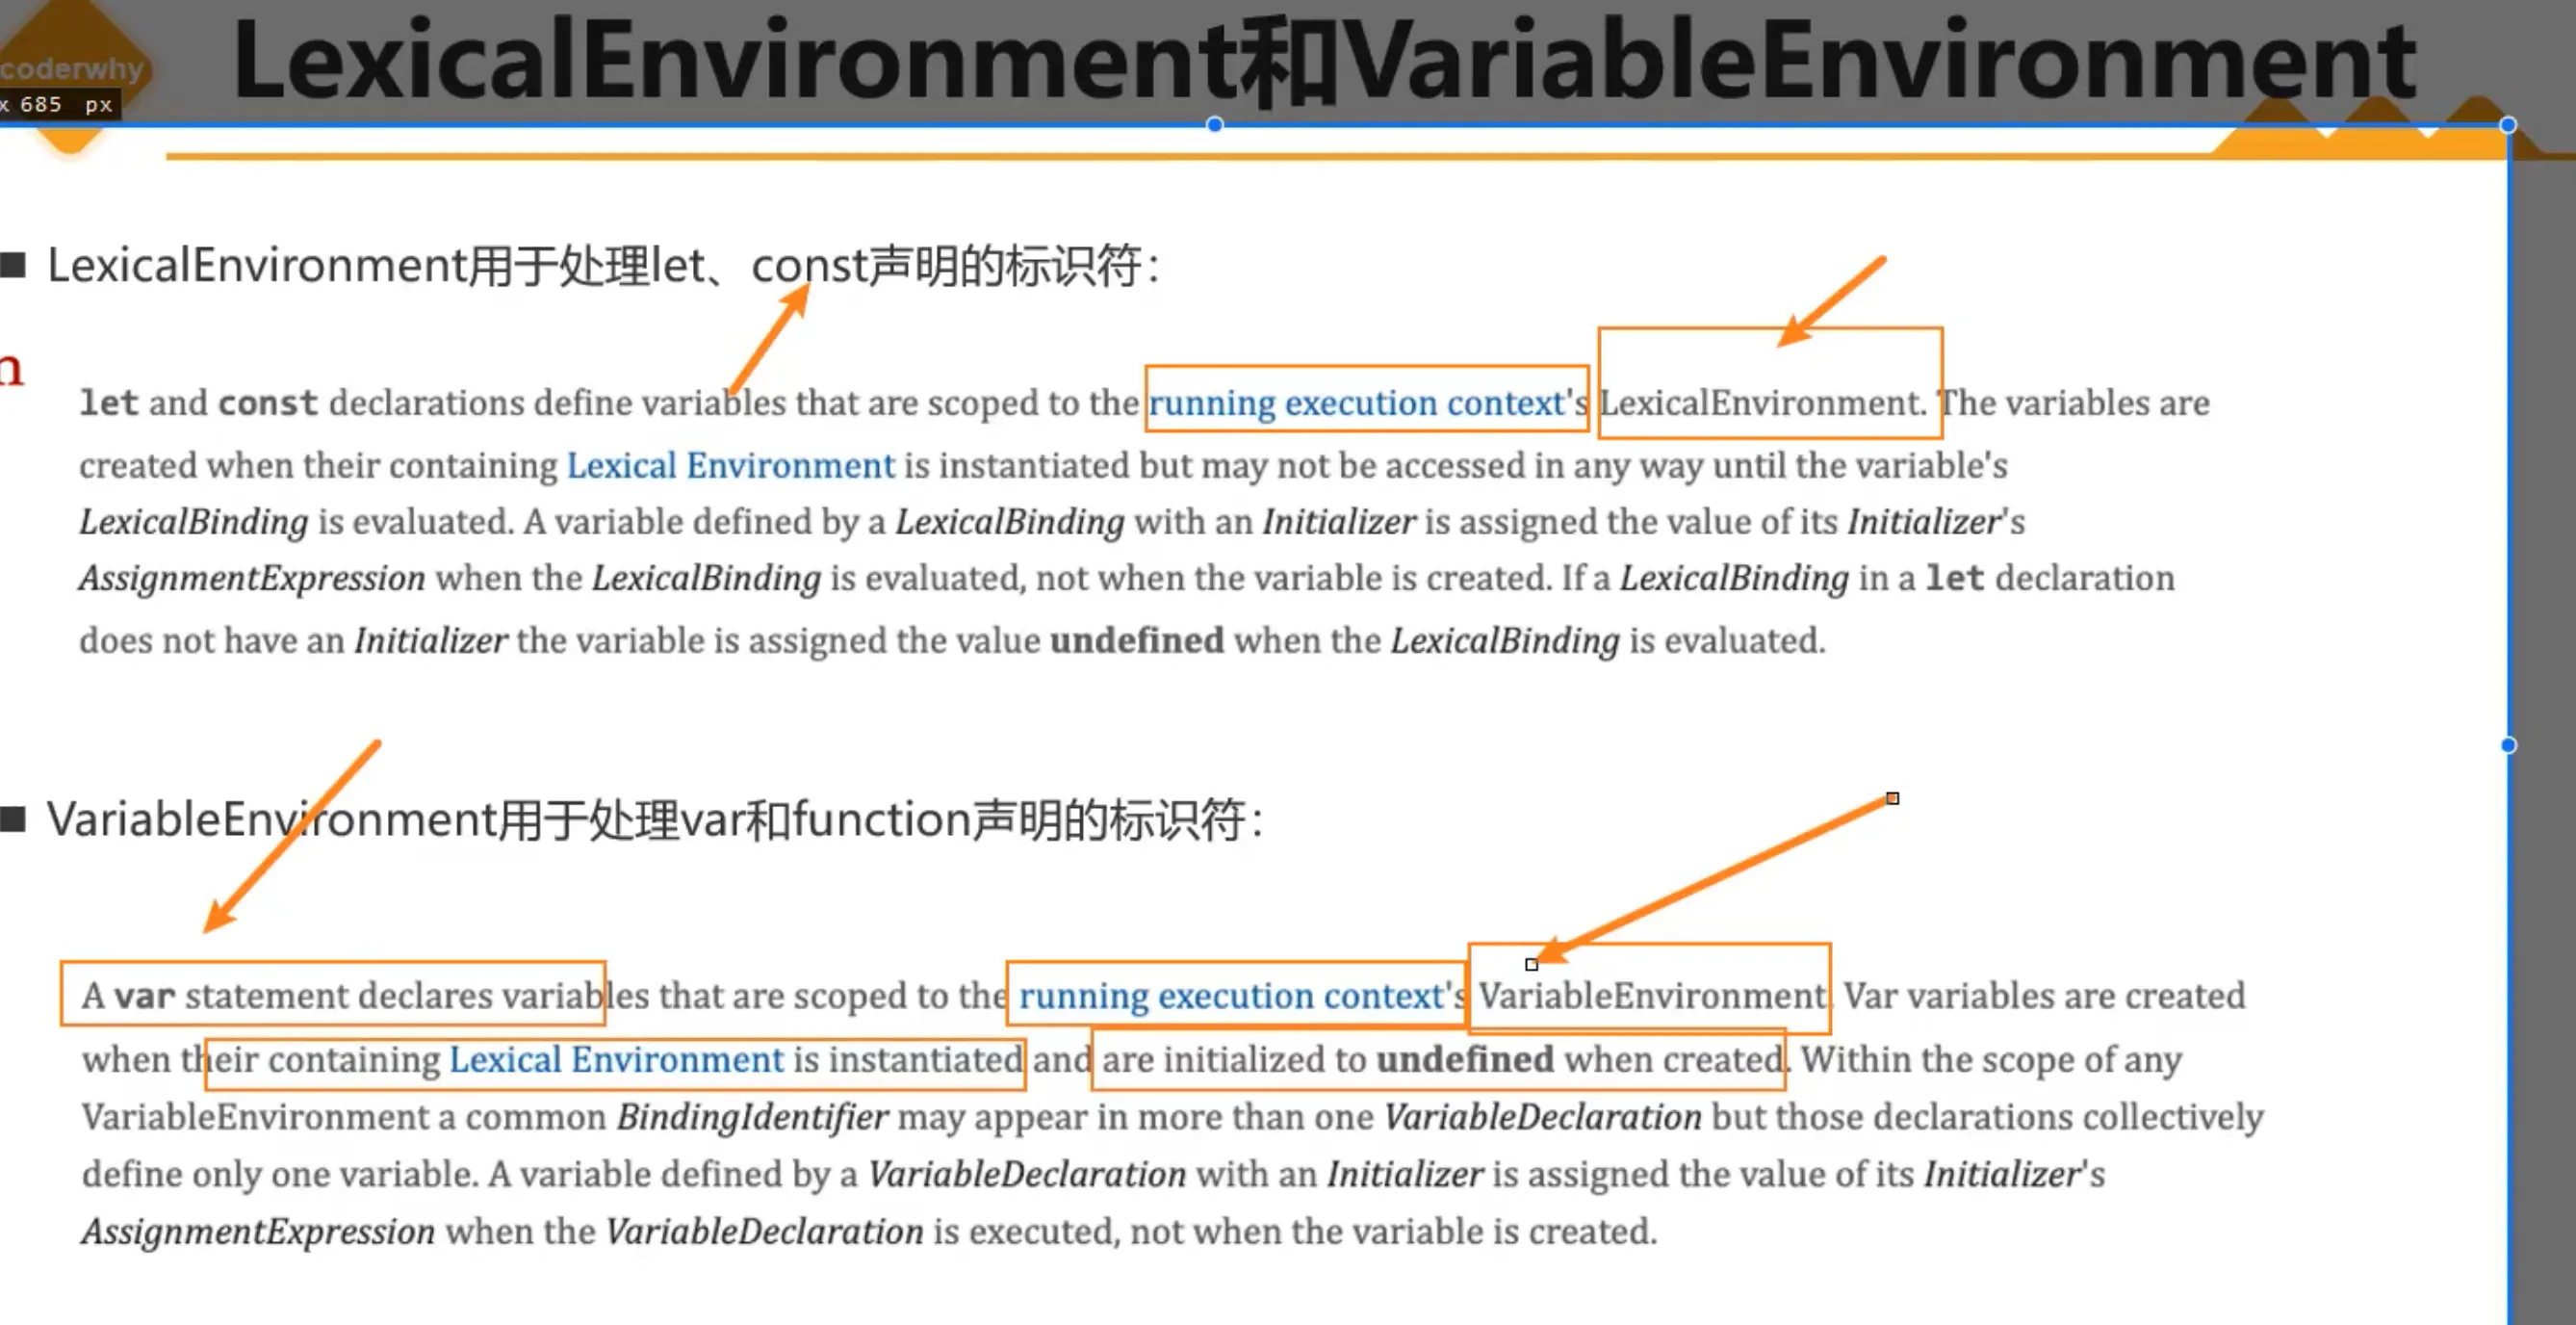 LexicalEnvironment和VariableEnvironment
coderwhy
x 685 px
■ LexicalEnvironment用于处理let、const声明的标识符：
n
let and const declarations define variables that are scoped to the running execution context's LexicalEnvironment. The variables are
created when their containing Lexical Environment is instantiated but may not be accessed in any way until the variable's
LexicalBinding is evaluated. A variable defined by a LexicalBinding with an Initializer is assigned the value of its Initializer's
AssignmentExpression when the LexicalBinding is evaluated, not when the variable is created. If a LexicalBinding in a let declaration
does not have an Initializer the variable is assigned the value undefined when the LexicalBinding is evaluated.
■ VariableEnvironment用于处理var和function声明的标识符：
A var statement declares variables that are scoped to the running execution context's VariableEnvironment. Var variables are created
when their containing Lexical Environment is instantiated and are initialized to undefined when created. Within the scope of any
VariableEnvironment a common BindingIdentifier may appear in more than one VariableDeclaration but those declarations collectively
define only one variable. A variable defined by a VariableDeclaration with an Initializer is assigned the value of its Initializer's
AssignmentExpression when the VariableDeclaration is executed, not when the variable is created.